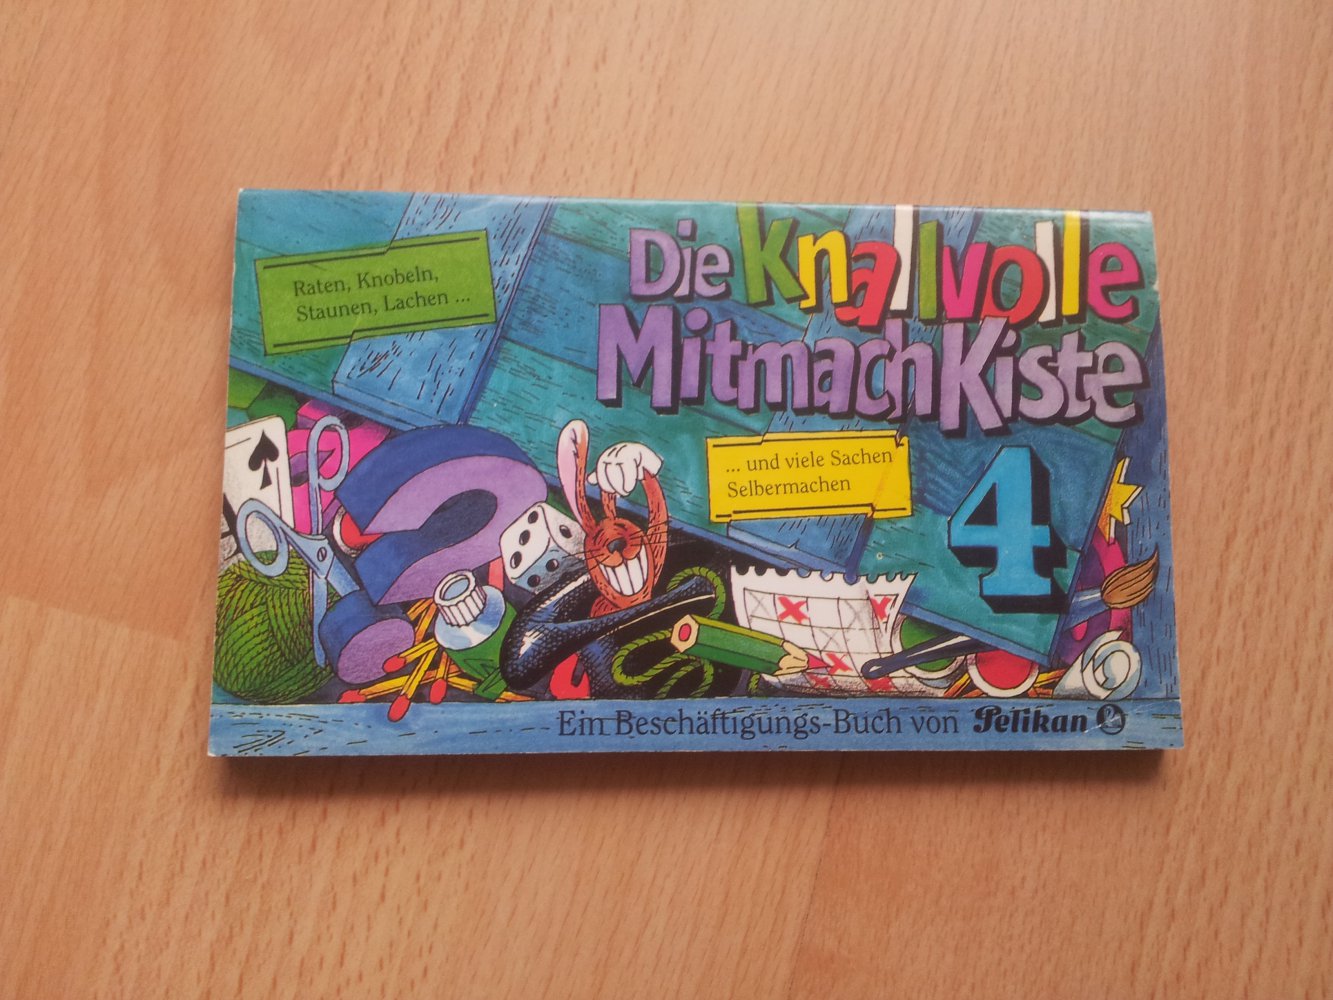 Raten, Knobeln,
Staunen, Lachen ...
Die knallvolle
MitmachKiste
... und viele Sachen
Selbermachen
4
Ein Beschäftigungs-Buch von Pelikan